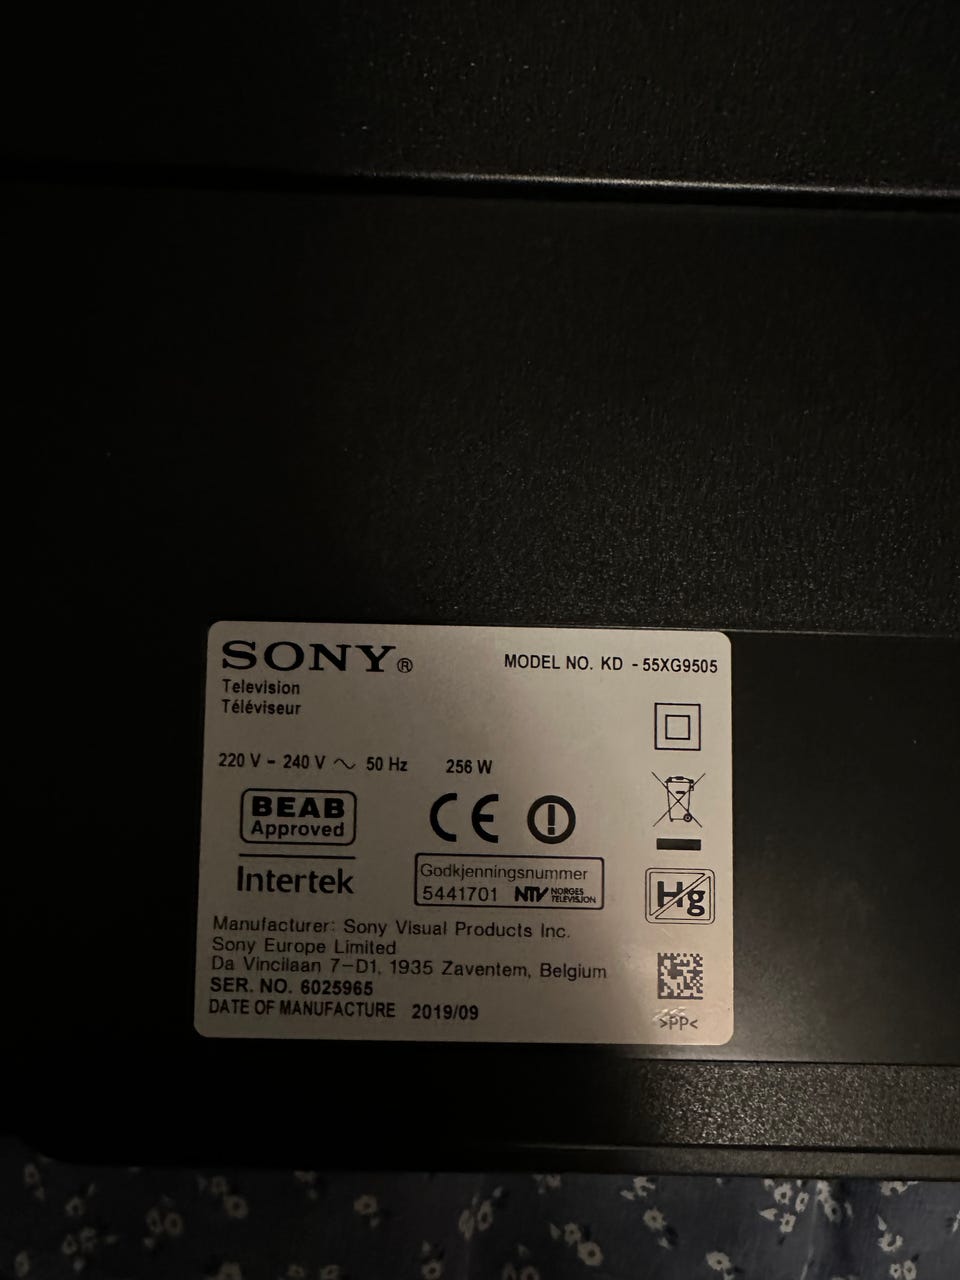 SONY®
MODEL NO. KD - 55XG9505
Television
Téléviseur
220 V - 240 V ~ 50 Hz 256 W
BEAB
Approved
CE
Intertek
Godkjenningsnummer
5441701 NTV NORGES TELEVISJON
Hg
Manufacturer: Sony Visual Products Inc.
Sony Europe Limited
Da Vincilaan 7-D1, 1935 Zaventem, Belgium
SER. NO. 6025965
DATE OF MANUFACTURE 2019/09
>PP<